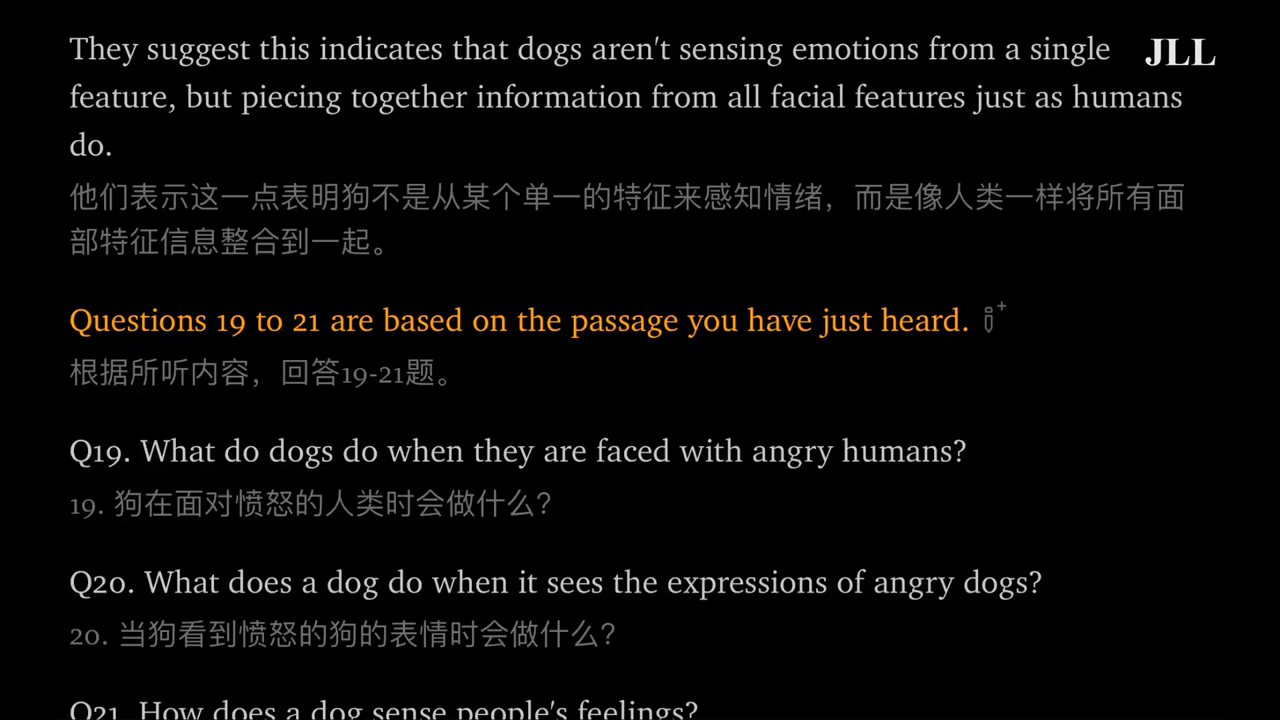 They suggest this indicates that dogs aren't sensing emotions from a single
JLL
feature, but piecing together information from all facial features just as humans
do.
他们表示这一点表明狗不是从某个单一的特征来感知情绪，而是像人类一样将所有面
部特征信息整合到一起。
Questions 19 to 21 are based on the passage you have just heard.
根据所听内容，回答19-21题。
Q19. What do dogs do when they are faced with angry humans?
19. 狗在面对愤怒的人类时会做什么?
Q20. What does a dog do when it sees the expressions of angry dogs?
20. 当狗看到愤怒的狗的表情时会做什么?
Q21. How does a dog sense people's feelings?